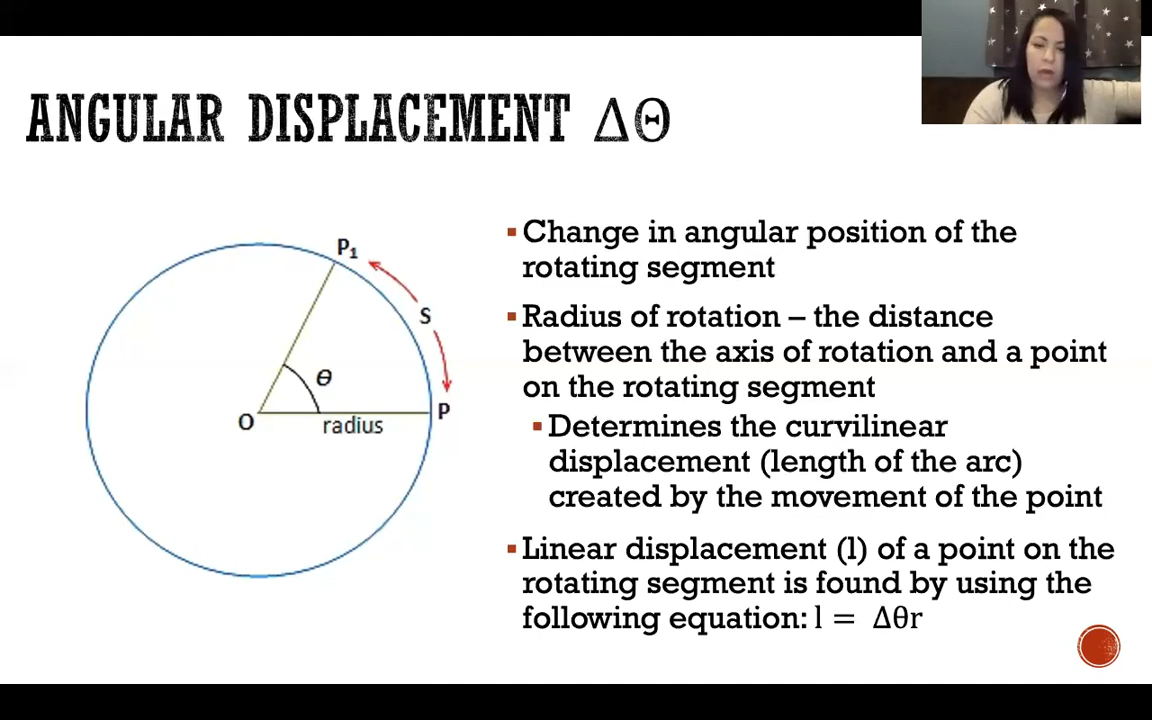 ANGULAR DISPLACEMENT ΔΘ
P₁
S
θ
O
radius
P
▪Change in angular position of the
rotating segment
▪Radius of rotation – the distance
between the axis of rotation and a point
on the rotating segment
▪Determines the curvilinear
displacement (length of the arc)
created by the movement of the point
▪Linear displacement (l) of a point on the
rotating segment is found by using the
following equation: l = Δθr